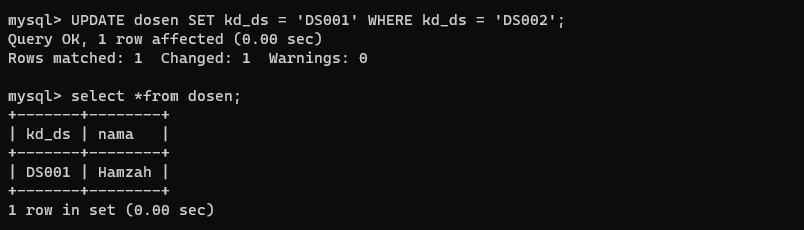 mysql> UPDATE dosen SET kd_ds = 'DS001' WHERE kd_ds = 'DS002';
Query OK, 1 row affected (0.00 sec)
Rows matched: 1  Changed: 1  Warnings: 0
mysql> select *from dosen;
+-------+--------+
| kd_ds | nama   |
+-------+--------+
| DS001 | Hamzah |
+-------+--------+
1 row in set (0.00 sec)